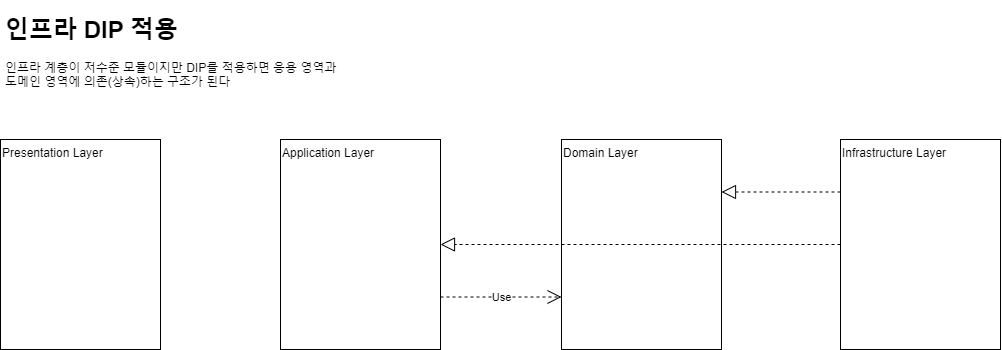 인프라 DIP 적용
인프라 계층이 저수준 모듈이지만 DIP를 적용하면 응용 영역과
도메인 영역에 의존(상속)하는 구조가 된다
Presentation Layer
Application Layer
Domain Layer
Infrastructure Layer
Use